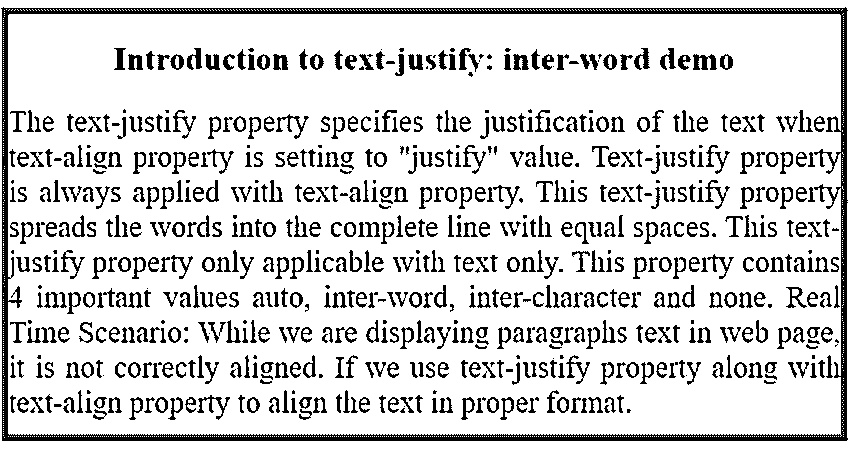 Introduction to text-justify: inter-word demo
The text-justify property specifies the justification of the text when
text-align property is setting to "justify" value. Text-justify property
is always applied with text-align property. This text-justify property
spreads the words into the complete line with equal spaces. This text-
justify property only applicable with text only. This property contains
4 important values auto, inter-word, inter-character and none. Real
Time Scenario: While we are displaying paragraphs text in web page,
it is not correctly aligned. If we use text-justify property along with
text-align property to align the text in proper format.